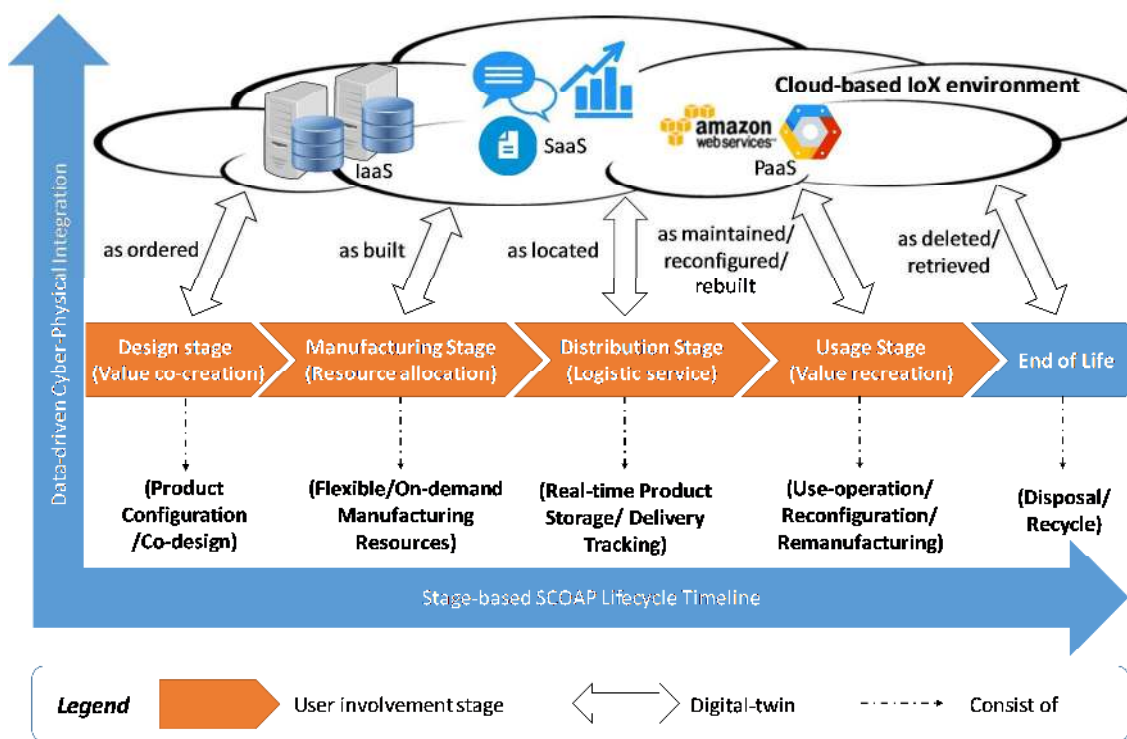 Cloud-based IoX environment
IaaS
SaaS
amazon
webservices™
PaaS
Data-driven Cyber-Physical Integration
as ordered
as built
as located
as maintained/
reconfigured/
rebuilt
as deleted/
retrieved
Design stage
(Value co-creation)
Manufacturing Stage
(Resource allocation)
Distribution Stage
(Logistic service)
Usage Stage
(Value recreation)
End of Life
(Product
Configuration
/Co-design)
(Flexible/On-demand
Manufacturing
Resources)
(Real-time Product
Storage/ Delivery
Tracking)
(Use-operation/
Reconfiguration/
Remanufacturing)
(Disposal/
Recycle)
Stage-based SCOAP Lifecycle Timeline
Legend
User involvement stage
Digital-twin
Consist of